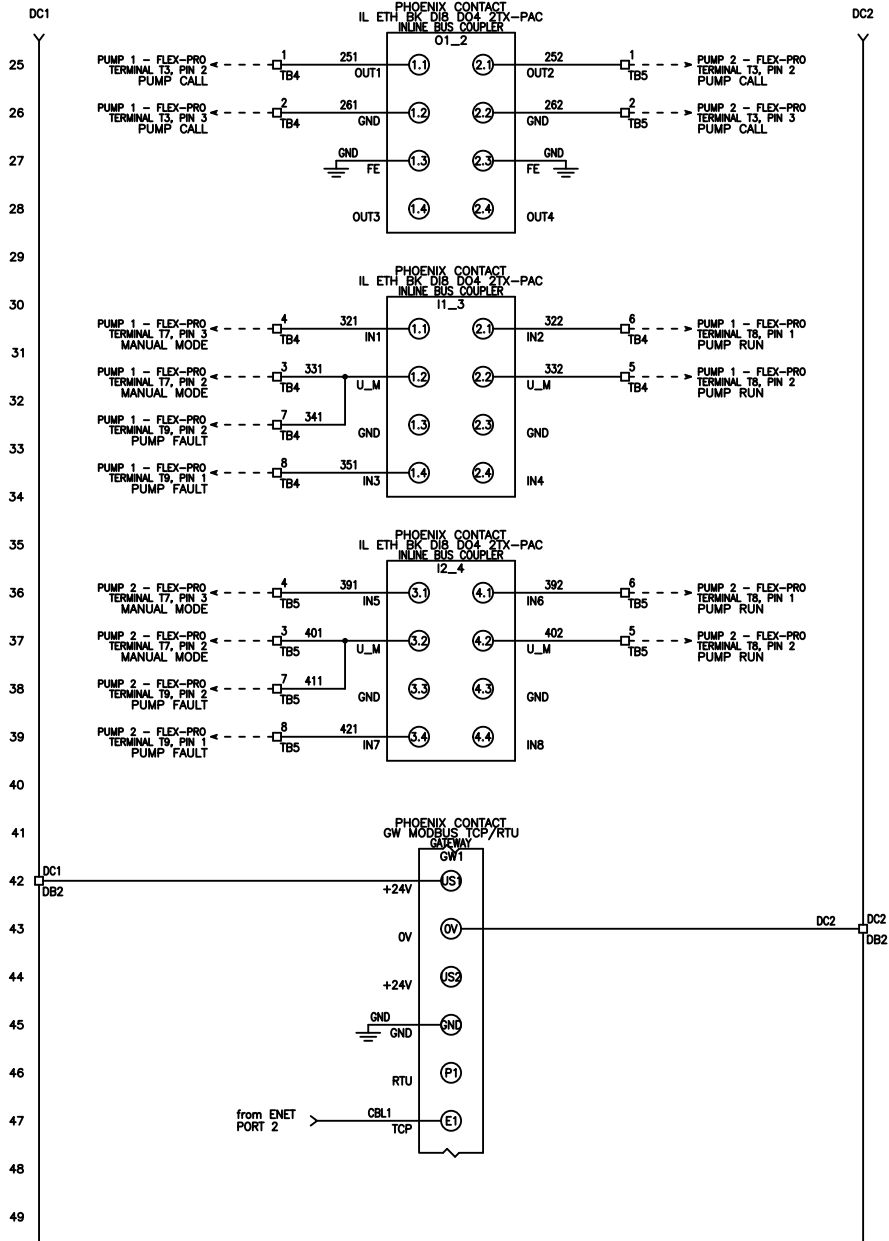 DC1
DC2
PHOENIX CONTACT
IL ETH BK DI8 DO4 2TX-PAC
INLINE BUS COUPLER
O1_2
25
PUMP 1 - FLEX-PRO
TERMINAL T3, PIN 2
PUMP CALL
1
TB4
251
OUT1
1.1
2.1
252
OUT2
1
TB5
PUMP 2 - FLEX-PRO
TERMINAL T3, PIN 2
PUMP CALL
26
PUMP 1 - FLEX-PRO
TERMINAL T3, PIN 3
PUMP CALL
2
TB4
261
GND
1.2
2.2
262
GND
2
TB5
PUMP 2 - FLEX-PRO
TERMINAL T3, PIN 3
PUMP CALL
27
GND
FE
1.3
2.3
GND
FE
28
OUT3
1.4
2.4
OUT4
29
PHOENIX CONTACT
IL ETH BK DI8 DO4 2TX-PAC
INLINE BUS COUPLER
I1_3
30
PUMP 1 - FLEX-PRO
TERMINAL T7, PIN 3
MANUAL MODE
4
TB4
321
IN1
1.1
2.1
322
IN2
6
TB4
PUMP 1 - FLEX-PRO
TERMINAL T8, PIN 1
PUMP RUN
31
PUMP 1 - FLEX-PRO
TERMINAL T7, PIN 2
MANUAL MODE
3
TB4
331
U_M
1.2
2.2
332
U_M
5
TB4
PUMP 1 - FLEX-PRO
TERMINAL T8, PIN 2
PUMP RUN
32
PUMP 1 - FLEX-PRO
TERMINAL T9, PIN 2
PUMP FAULT
7
TB4
341
GND
1.3
2.3
GND
33
PUMP 1 - FLEX-PRO
TERMINAL T9, PIN 1
PUMP FAULT
8
TB4
351
IN3
1.4
2.4
IN4
34
35
PHOENIX CONTACT
IL ETH BK DI8 DO4 2TX-PAC
INLINE BUS COUPLER
I2_4
36
PUMP 2 - FLEX-PRO
TERMINAL T7, PIN 3
MANUAL MODE
4
TB5
391
IN5
3.1
4.1
392
IN6
6
TB5
PUMP 2 - FLEX-PRO
TERMINAL T8, PIN 1
PUMP RUN
37
PUMP 2 - FLEX-PRO
TERMINAL T7, PIN 2
MANUAL MODE
3
TB5
401
U_M
3.2
4.2
402
U_M
5
TB5
PUMP 2 - FLEX-PRO
TERMINAL T8, PIN 2
PUMP RUN
38
PUMP 2 - FLEX-PRO
TERMINAL T9, PIN 2
PUMP FAULT
7
TB5
411
GND
3.3
4.3
GND
39
PUMP 2 - FLEX-PRO
TERMINAL T9, PIN 1
PUMP FAULT
8
TB5
421
IN7
3.4
4.4
IN8
40
41
PHOENIX CONTACT
GW MODBUS TCP/RTU
GATEWAY
GW1
42
DC1
DB2
+24V
US1
43
0V
0V
DC2
DC2
DB2
44
+24V
US2
45
GND
GND
GND
46
RTU
P1
47
from ENET
PORT 2
CBL1
TCP
E1
48
49